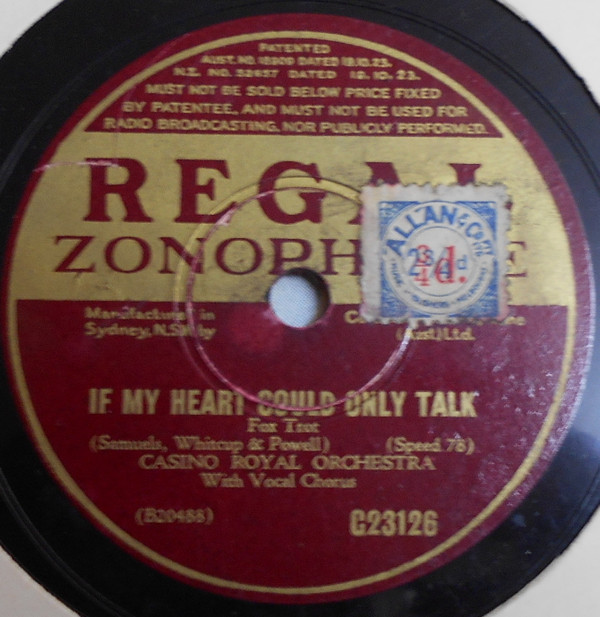 PATENTED
AUST. NO. 18909 DATED 19.10.23.
N.Z. NO. 52637 DATED 18.10.23.
MUST NOT BE SOLD BELOW PRICE FIXED
BY PATENTEE, AND MUST NOT BE USED FOR
RADIO BROADCASTING, NOR PUBLICLY PERFORMED.
REGAL
ZONOPH E
ALLAN & CO
d.
Manufactured in
Sydney, N.S.W. by
(Aust) Ltd.
IF MY HEART COULD ONLY TALK
Fox Trot
(Samuels, Whitcup & Powell) (Speed 78)
CASINO ROYAL ORCHESTRA
With Vocal Chorus
(B20488) G23126